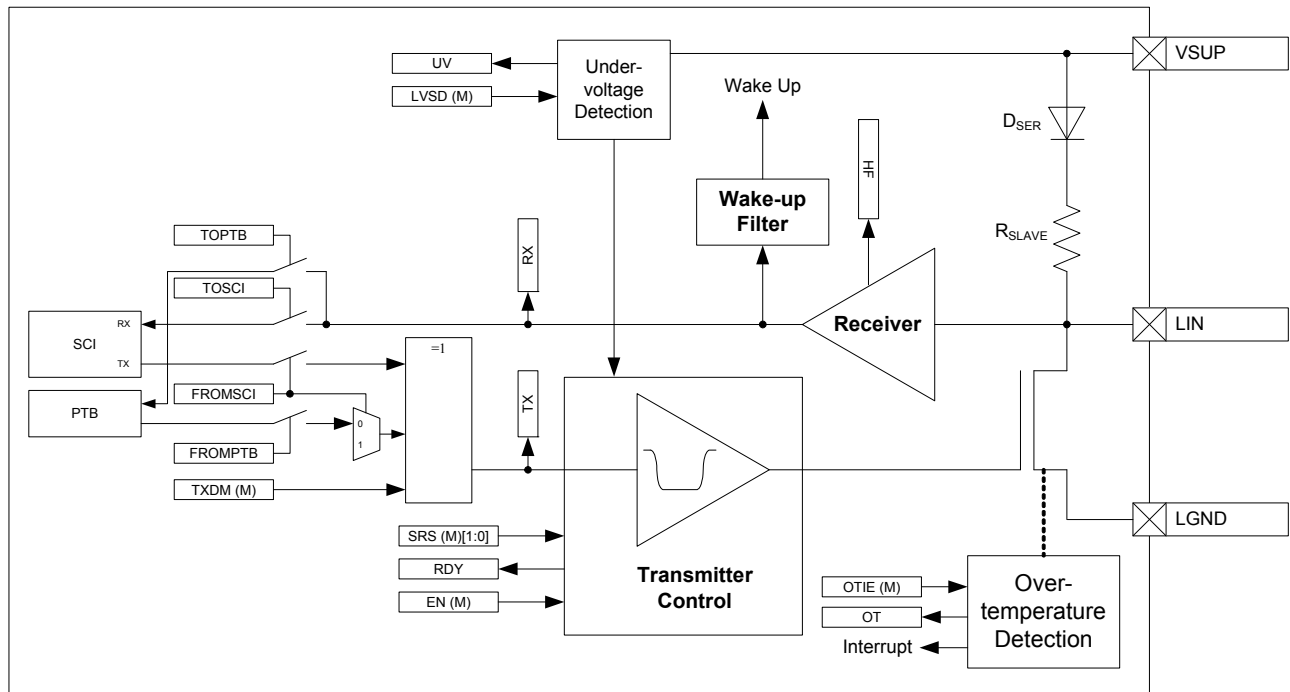 VSUP
UV
LVSD (M)
Under-
voltage
Detection
Wake Up
DSER
HF
Wake-up
Filter
RSLAVE
TOPTB
RX
TOSCI
RX
SCI
TX
Receiver
LIN
=1
FROMSCI
PTB
0
1
TX
FROMPTB
TXDM (M)
LGND
SRS (M)[1:0]
RDY
EN (M)
Transmitter
Control
OTIE (M)
OT
Interrupt
Over-
temperature
Detection